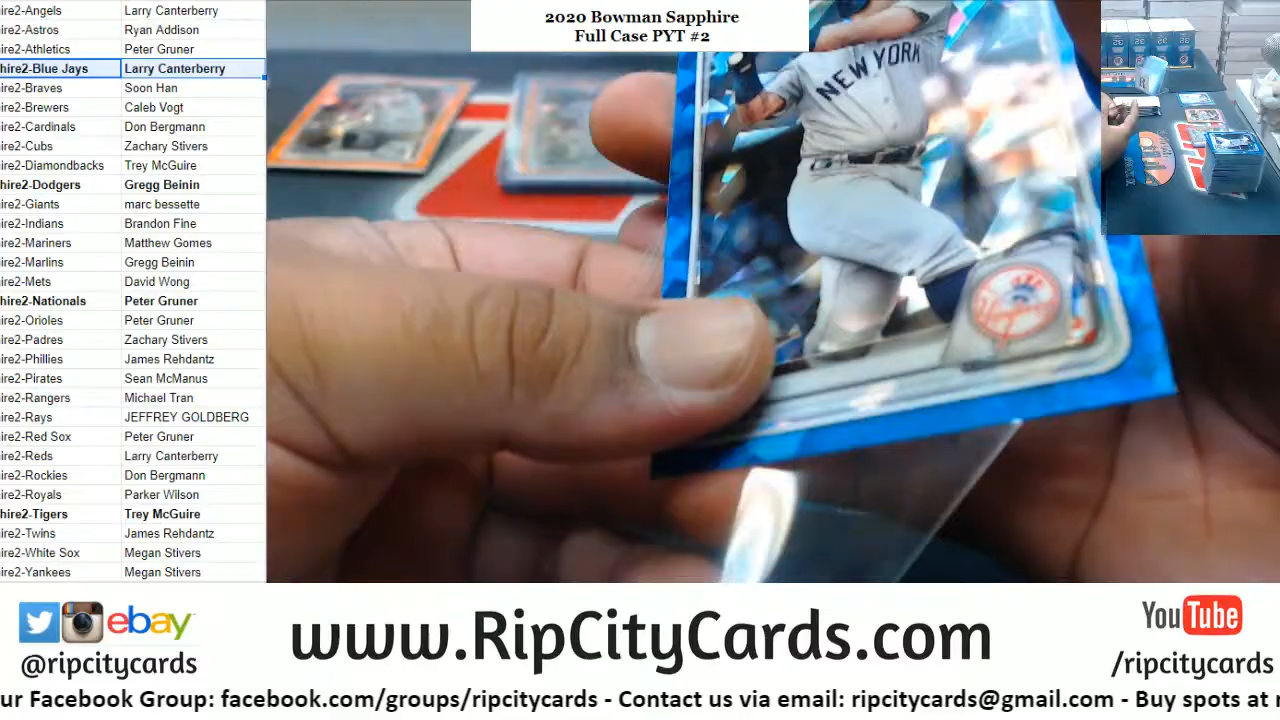 2020 Bowman Sapphire
Full Case PYT #2
ire2-Angels Larry Canterberry
ire2-Astros Ryan Addison
ire2-Athletics Peter Gruner
hire2-Blue Jays Larry Canterberry
ire2-Braves Soon Han
ire2-Brewers Caleb Vogt
ire2-Cardinals Don Bergmann
ire2-Cubs Zachary Stivers
ire2-Diamondbacks Trey McGuire
hire2-Dodgers Gregg Beinin
ire2-Giants marc bessette
ire2-Indians Brandon FIne
ire2-Mariners Matthew Gomes
ire2-Marlins Gregg Beinin
ire2-Mets David Wong
hire2-Nationals Peter Gruner
ire2-Orioles Peter Gruner
ire2-Padres Zachary Stivers
ire2-Phillies James Rehdantz
ire2-Pirates Sean McManus
ire2-Rangers Michael Tran
ire2-Rays JEFFREY GOLDBERG
ire2-Red Sox Peter Gruner
ire2-Reds Larry Canterberry
ire2-Rockies Don Bergmann
ire2-Royals Parker Wilson
hire2-Tigers Trey McGuire
ire2-Twins James Rehdantz
ire2-White Sox Megan Stivers
ire2-Yankees Megan Stivers
NEW YORK
ebay
@ripcitycards
www.RipCityCards.com
YouTube
/ripcitycards
ur Facebook Group: facebook.com/groups/ripcitycards - Contact us via email: ripcitycards@gmail.com - Buy spots at r